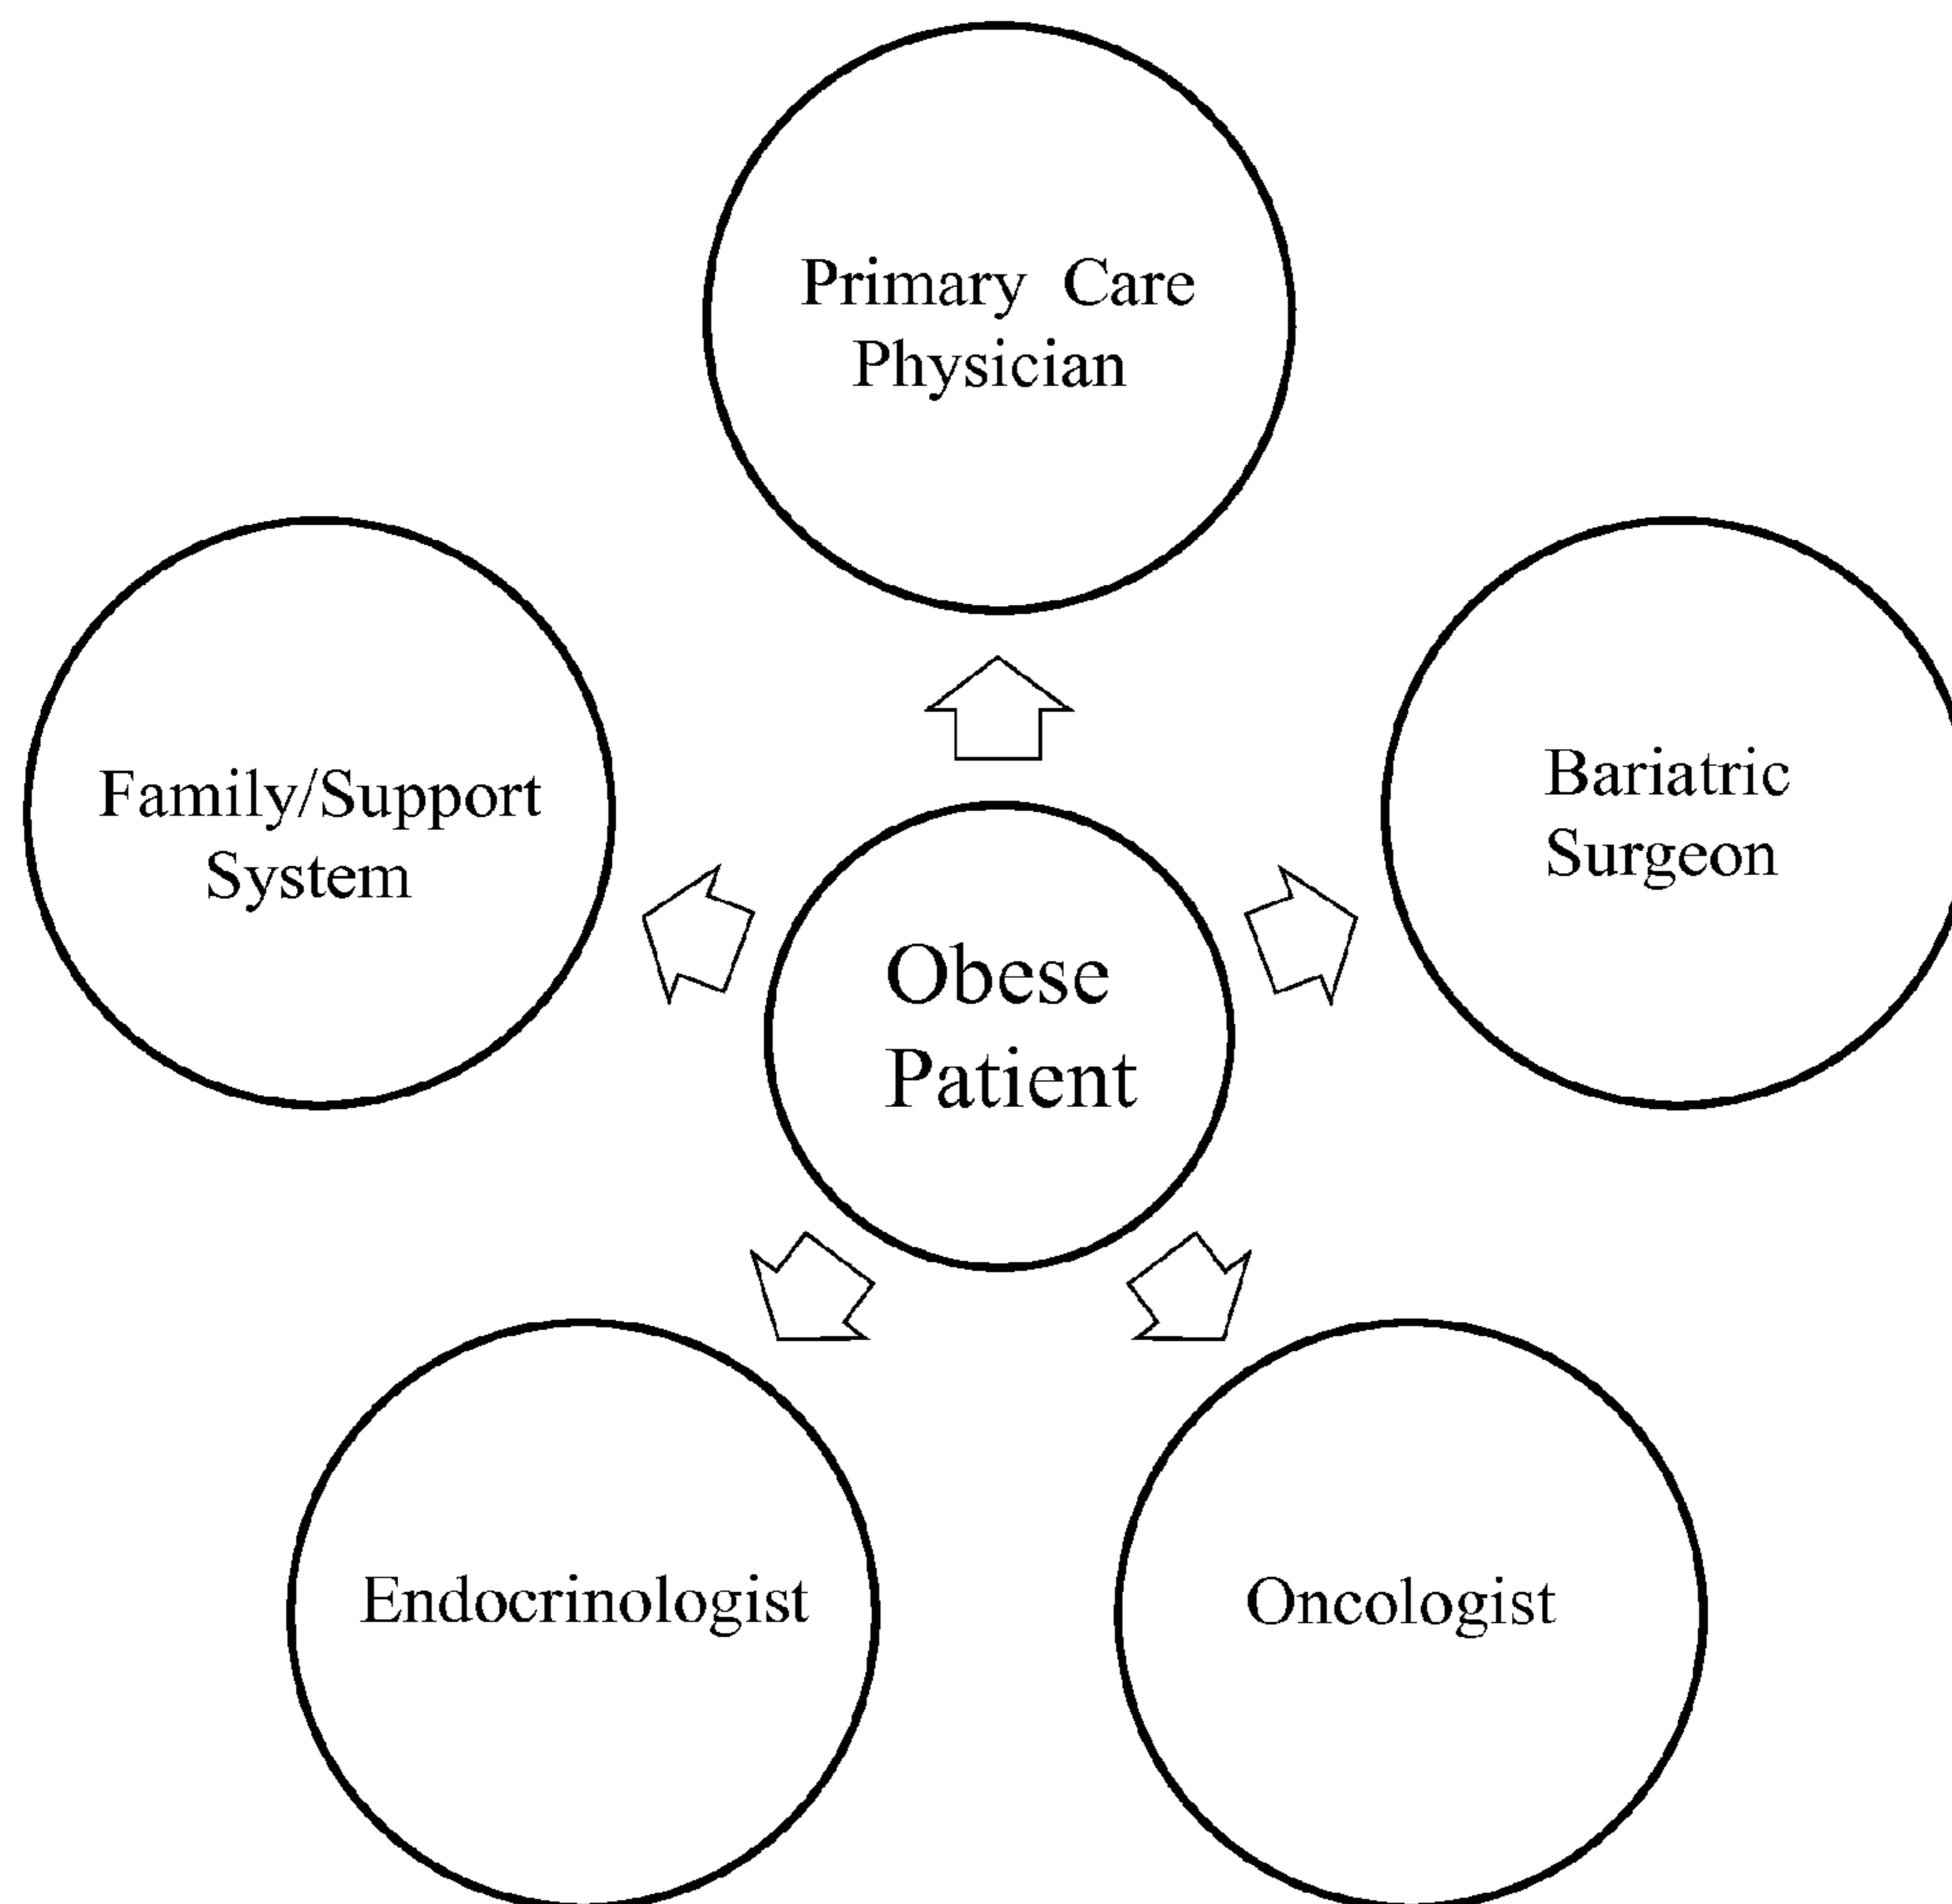 Primary Care
Physician
Family/Support
System
Bariatric
Surgeon
Obese
Patient
Endocrinologist
Oncologist